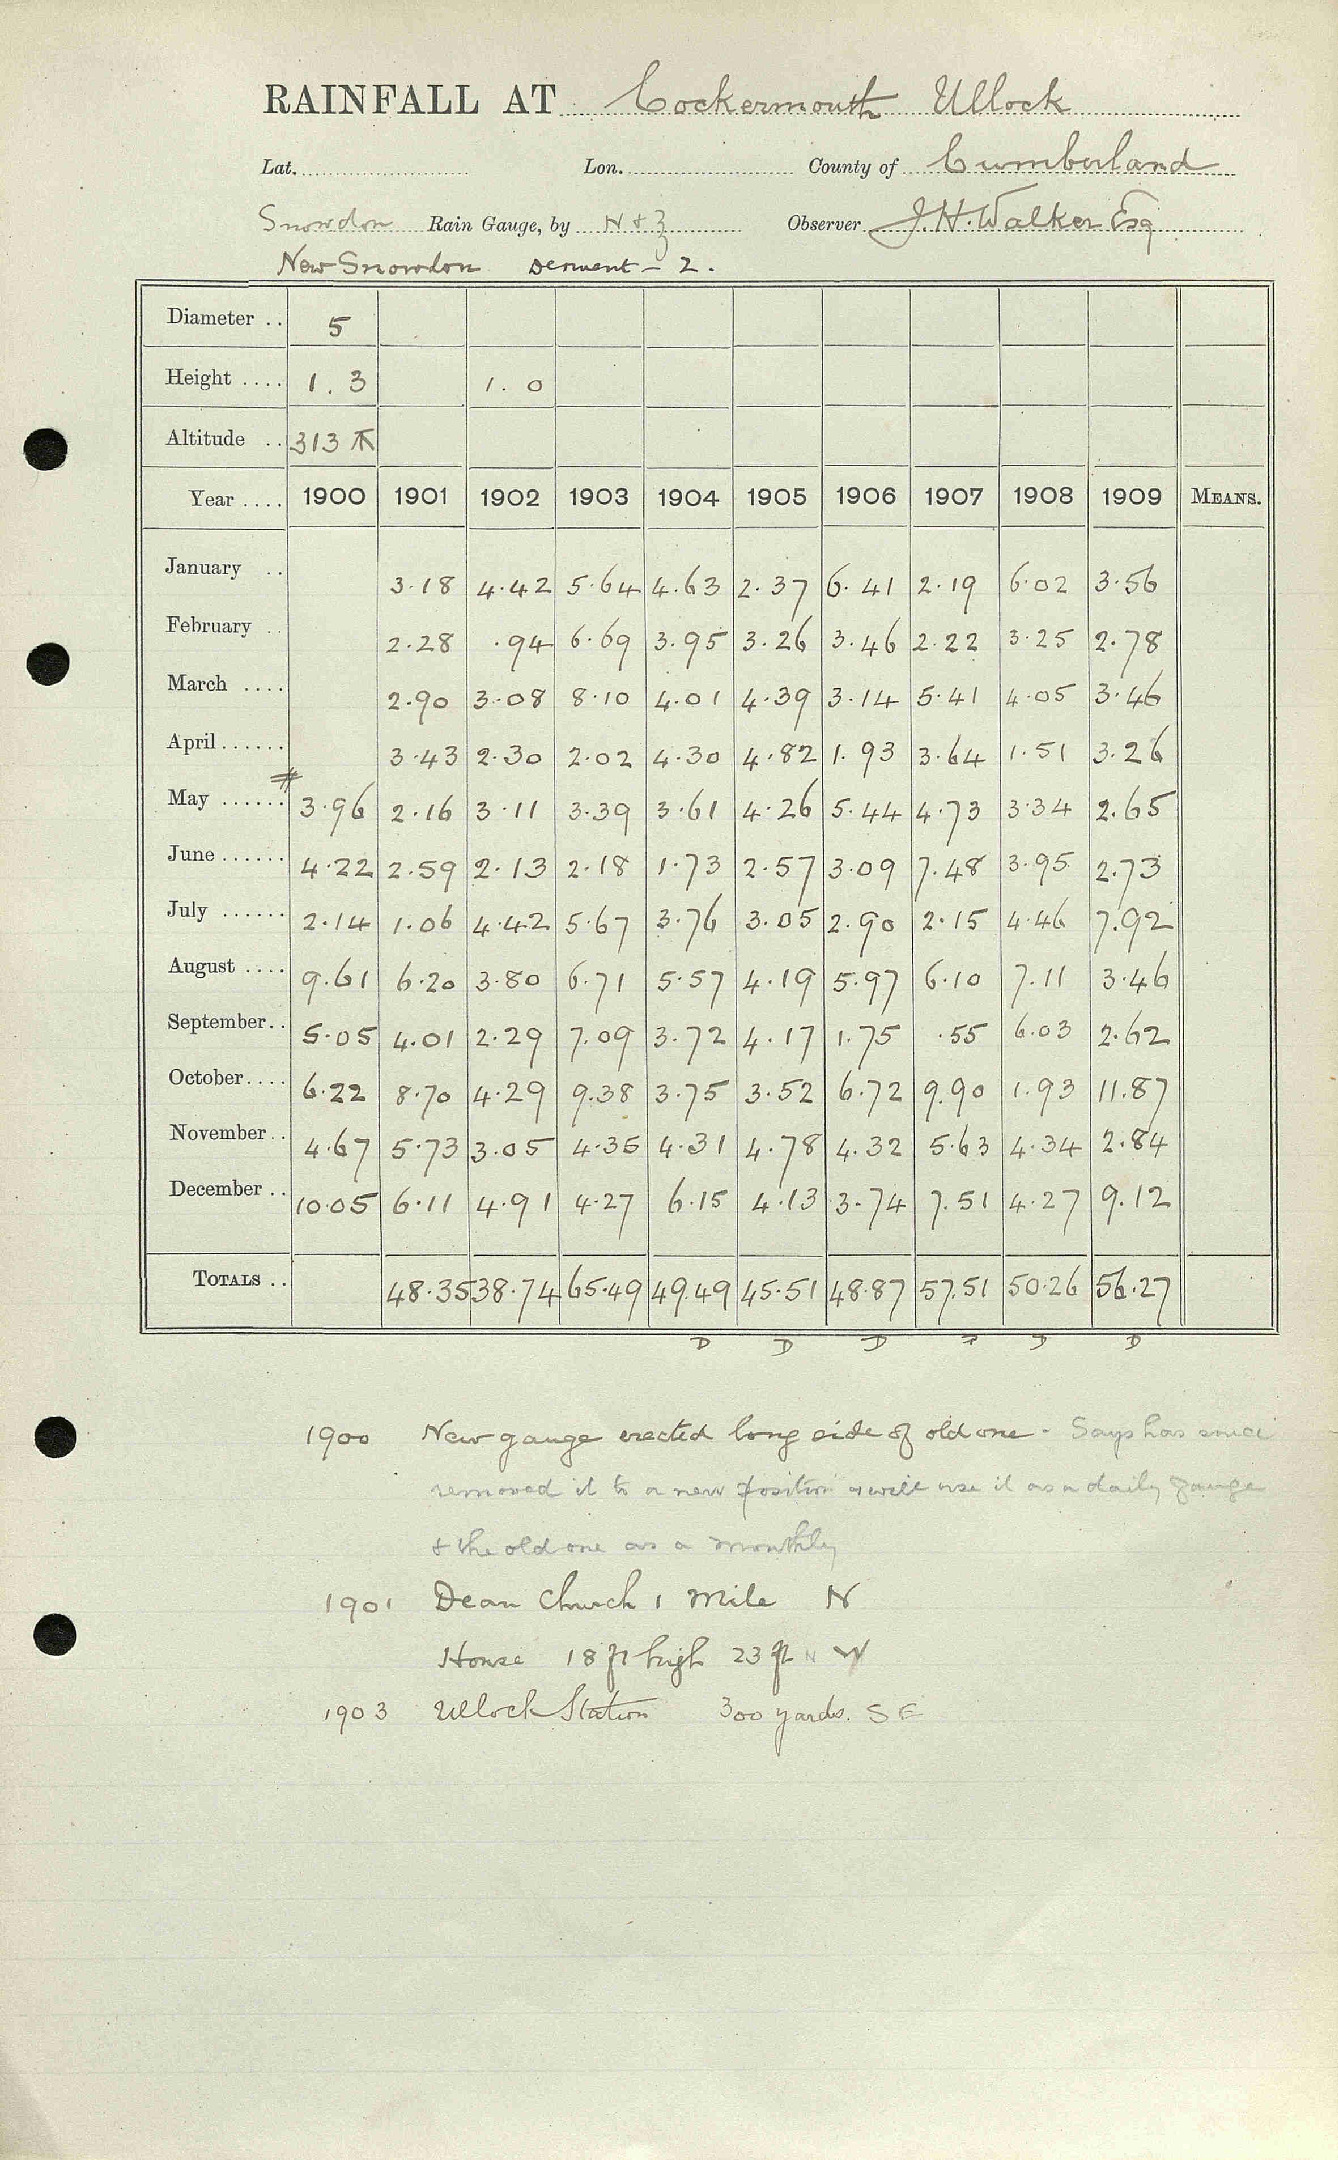 RAINFALL AT Cockermouth Ullock
Lat. Lon. County of Cumberland
Snowdon Rain Gauge, by N & Z Observer J. H. Walker Esq
New Snowdon Derwent - 2.
Diameter .. 5
Height .... 1.3 1.0
Altitude .. 313
Year .... 1900 1901 1902 1903 1904 1905 1906 1907 1908 1909 MEANS.
January .. 3.18 4.42 5.64 4.63 2.37 6.41 2.19 6.02 3.56
February .. 2.28 .94 6.69 3.95 3.26 3.46 2.22 3.25 2.78
March .... 2.90 3.08 8.10 4.01 4.39 3.14 5.41 4.05 3.46
April ...... 3.43 2.30 2.02 4.30 4.82 1.93 3.64 1.51 3.26
May ...... # 3.96 2.16 3.11 3.39 3.61 4.26 5.44 4.73 3.34 2.65
June ...... 4.22 2.59 2.13 2.18 1.73 2.57 3.09 7.48 3.95 2.73
July ...... 2.14 1.06 4.42 5.67 3.76 3.05 2.90 2.15 4.46 7.92
August .... 9.61 6.20 3.80 6.71 5.57 4.19 5.97 6.10 7.11 3.46
September .. 5.05 4.01 2.29 7.09 3.72 4.17 1.75 .55 6.03 2.62
October .... 6.22 8.70 4.29 9.38 3.75 3.52 6.72 9.90 1.93 11.87
November .. 4.67 5.73 3.05 4.35 4.31 4.78 4.32 5.63 4.34 2.84
December .. 10.05 6.11 4.91 4.27 6.15 4.13 3.74 7.51 4.27 9.12
TOTALS .. 48.35 38.74 65.49 49.49 45.51 48.87 57.51 50.26 56.27
D D D D D
1900 New gauge erected long side of old one - Says has since
removed it to a new position & will use it as a daily gauge
& the old one as a monthly
1901 Dean Church 1 mile N
House 18 ft high 23 ft W
1903 Ullock Station 300 yards. SE